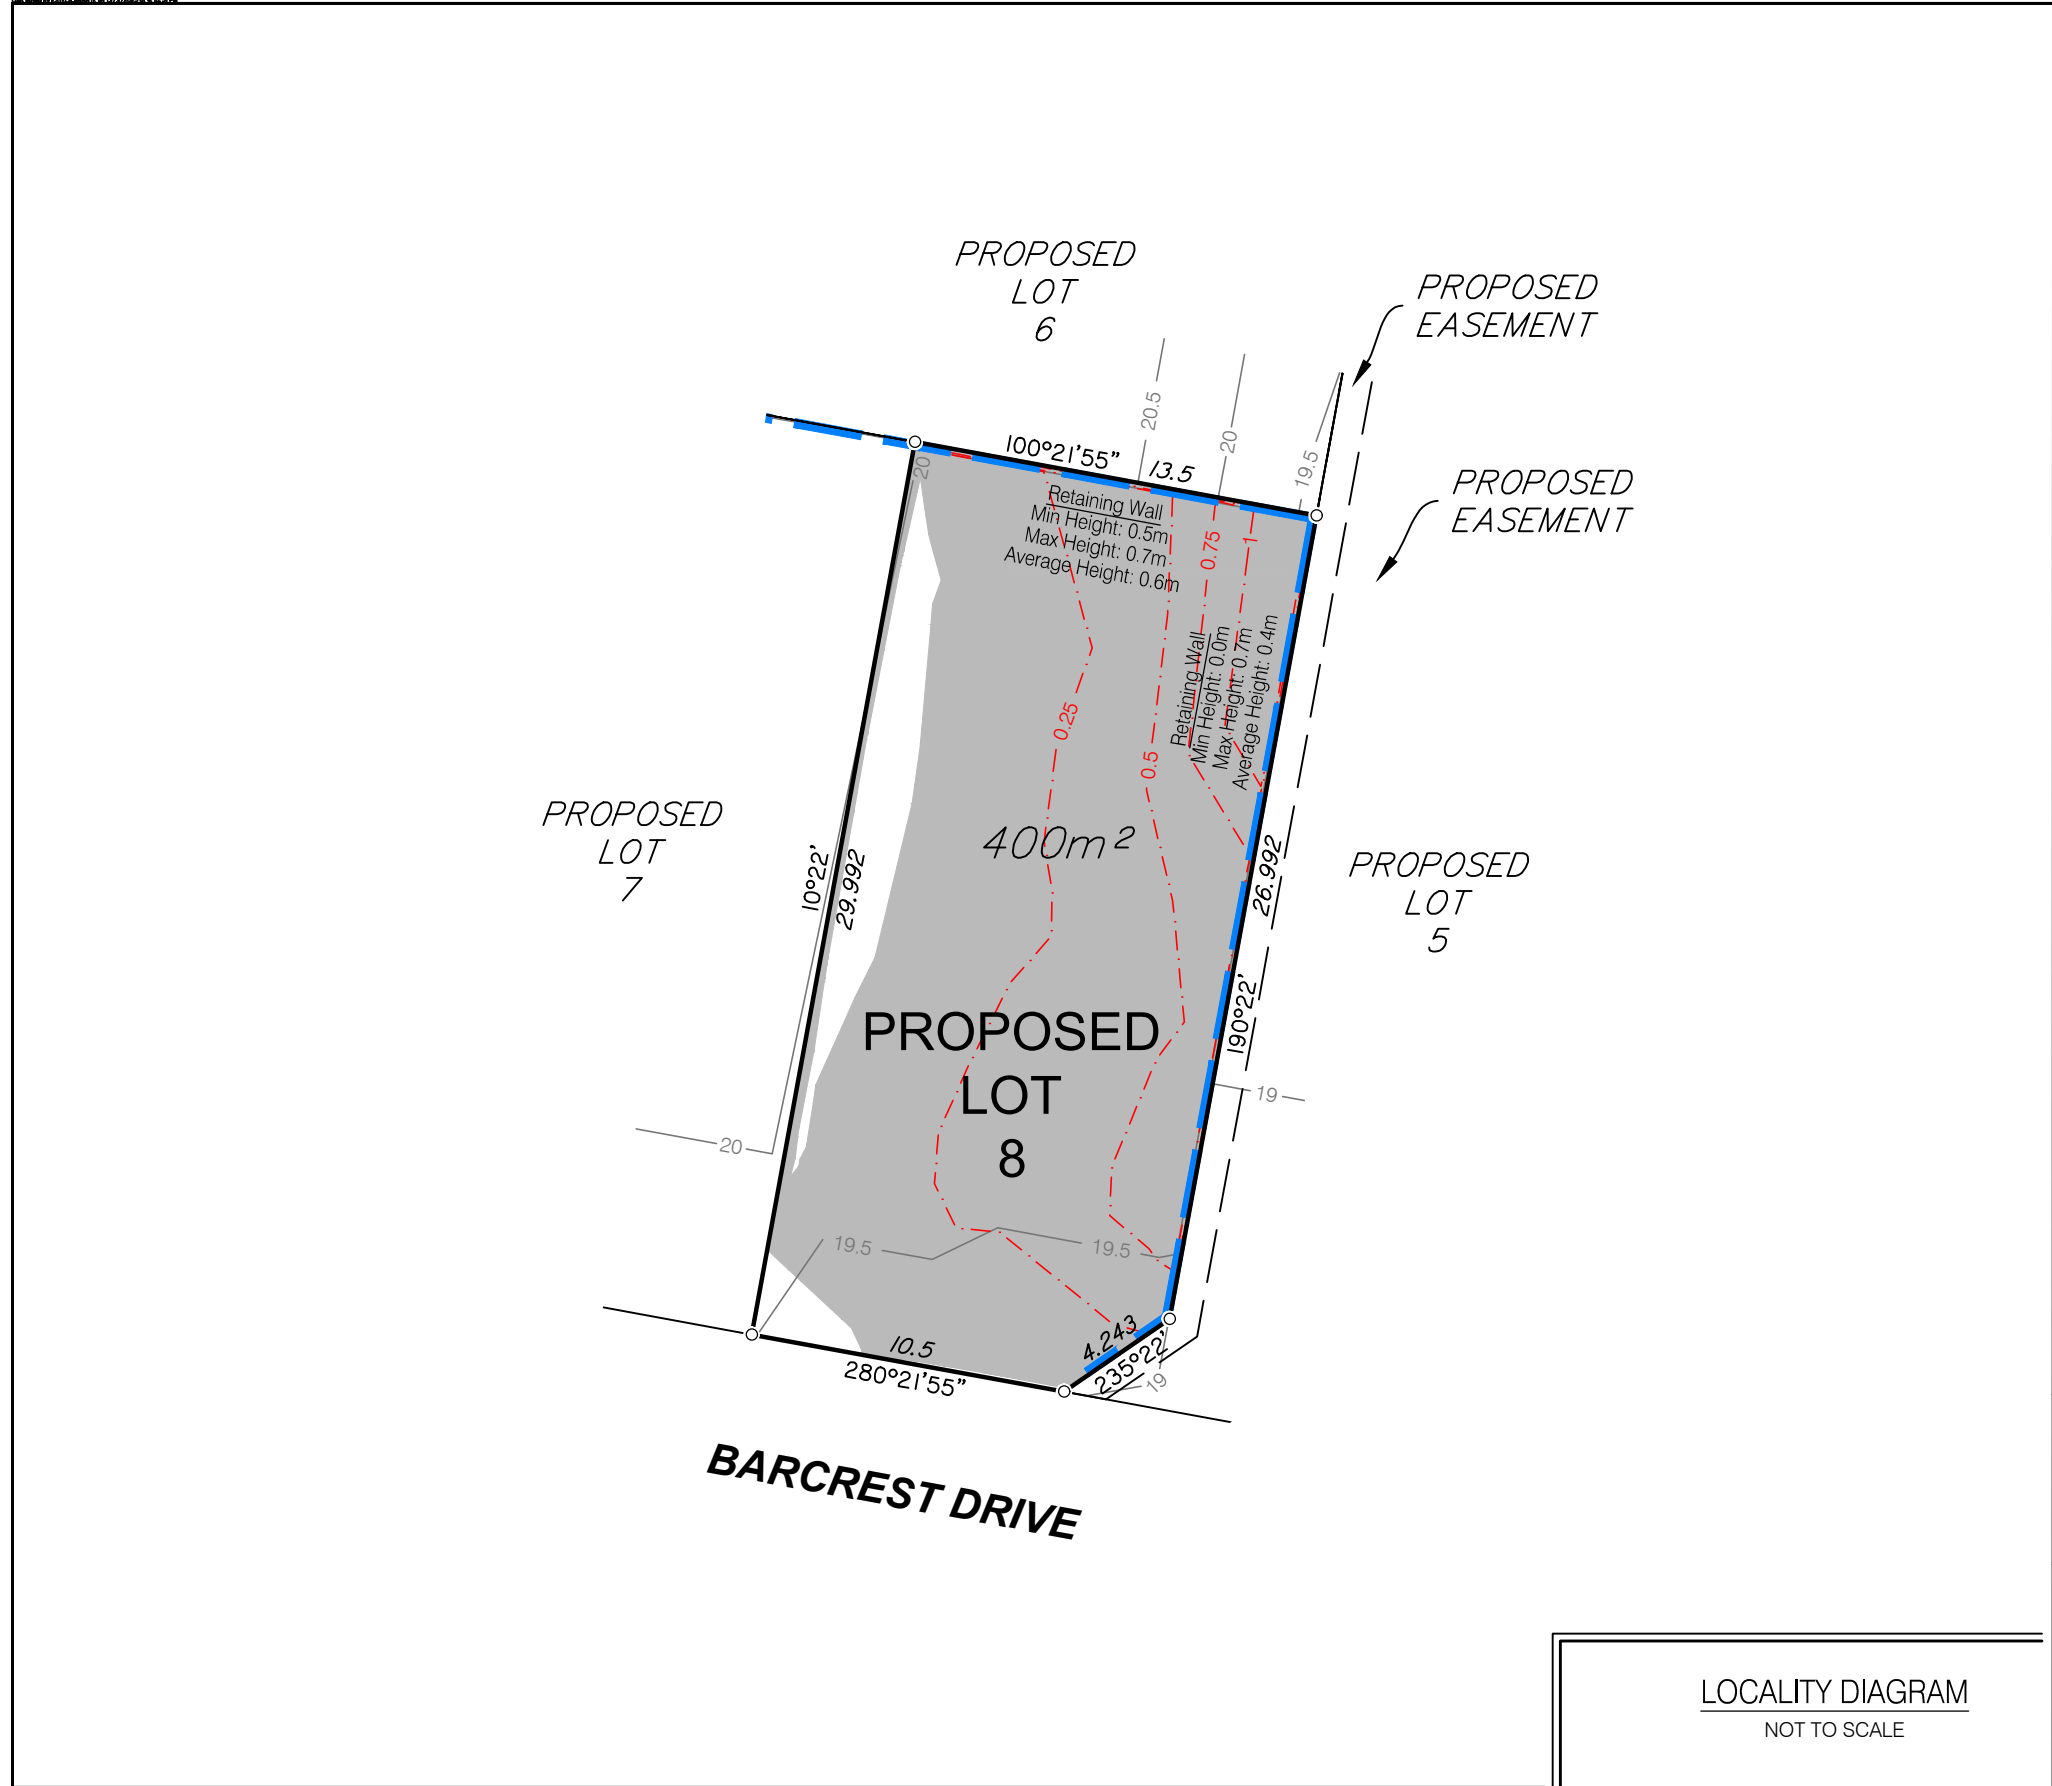 PROPOSED
LOT
6
PROPOSED
EASEMENT
20.5
20
19.5
100°21'55"
13.5
20
PROPOSED
EASEMENT
Retaining Wall
Min Height: 0.5m
Max Height: 0.7m
Average Height: 0.6m
0.75
1
Retaining Wall
Min Height: 0.0m
Max Height: 0.7m
Average Height: 0.4m
0.25
0.5
PROPOSED
LOT
7
10°22'
29.992
400m²
26.992
190°22'
PROPOSED
LOT
5
PROPOSED
LOT
8
19
20
19.5
19.5
4.243
235°22'
19
10.5
280°21'55"
BARCREST DRIVE
LOCALITY DIAGRAM
NOT TO SCALE